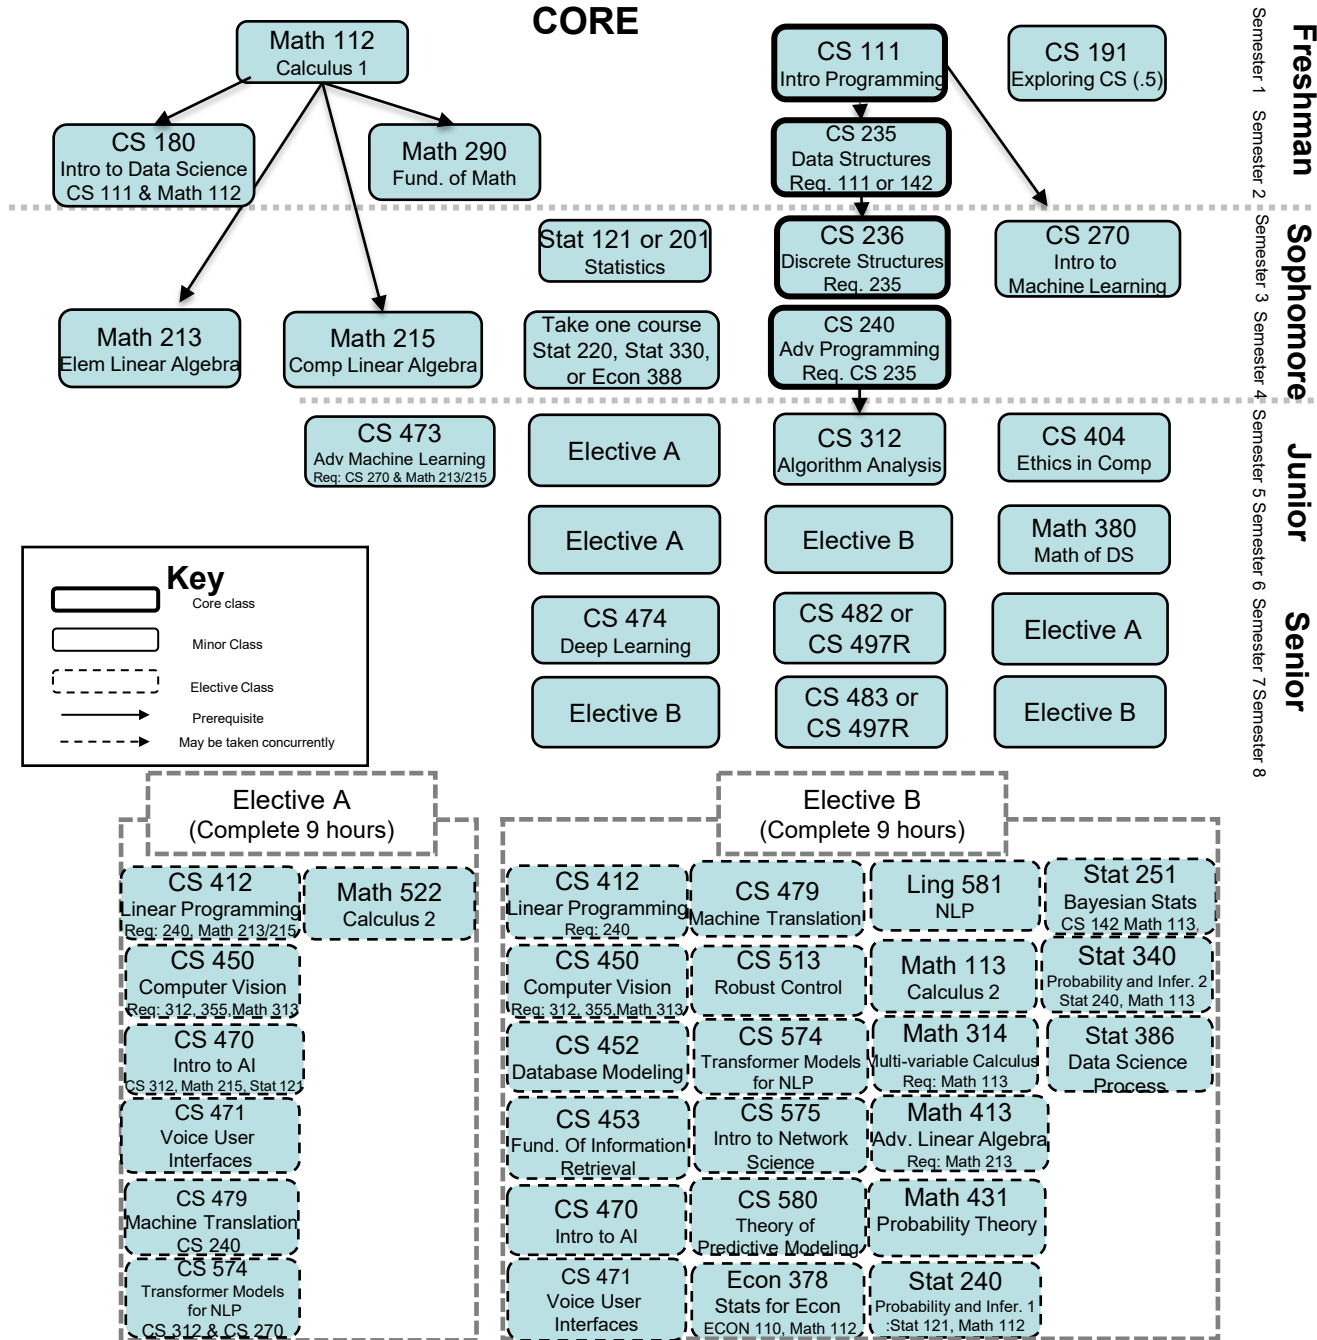 CORE
Math 112
Calculus 1
CS 111
Intro Programming
CS 191
Exploring CS (.5)
Freshman
Semester 1
Semester 2
CS 180
Intro to Data Science
CS 111 & Math 112
Math 290
Fund. of Math
CS 235
Data Structures
Req. 111 or 142
Stat 121 or 201
Statistics
CS 236
Discrete Structures
Req. 235
CS 270
Intro to
Machine Learning
Sophomore
Semester 3
Semester 4
Math 213
Elem Linear Algebra
Math 215
Comp Linear Algebra
Take one course
Stat 220, Stat 330,
or Econ 388
CS 240
Adv Programming
Req. CS 235
CS 473
Adv Machine Learning
Req: CS 270 & Math 213/215
Elective A
CS 312
Algorithm Analysis
CS 404
Ethics in Comp
Junior
Semester 5
Semester 6
Elective A
Elective B
Math 380
Math of DS
CS 474
Deep Learning
CS 482 or
CS 497R
Elective A
Senior
Semester 7
Semester 8
Elective B
CS 483 or
CS 497R
Elective B
Key
Core class
Minor Class
Elective Class
Prerequisite
May be taken concurrently
Elective A
(Complete 9 hours)
CS 412
Linear Programming
Req: 240, Math 213/215
Math 522
Calculus 2
CS 450
Computer Vision
Req: 312, 355,Math 313
CS 470
Intro to AI
CS 312, Math 215, Stat 121
CS 471
Voice User
Interfaces
CS 479
Machine Translation
CS 240
CS 574
Transformer Models
for NLP
CS 312 & CS 270
Elective B
(Complete 9 hours)
CS 412
Linear Programming
Req: 240
CS 450
Computer Vision
Req: 312, 355,Math 313
CS 452
Database Modeling
CS 453
Fund. Of Information
Retrieval
CS 470
Intro to AI
CS 471
Voice User
Interfaces
CS 479
Machine Translation
CS 513
Robust Control
CS 574
Transformer Models
for NLP
CS 575
Intro to Network
Science
CS 580
Theory of
Predictive Modeling
Econ 378
Stats for Econ
ECON 110, Math 112
Ling 581
NLP
Math 113
Calculus 2
Math 314
Multi-variable Calculus
Req: Math 113
Math 413
Adv. Linear Algebra
Req: Math 213
Math 431
Probability Theory
Stat 240
Probability and Infer. 1
:Stat 121, Math 112
Stat 251
Bayesian Stats
CS 142 Math 113,
Stat 340
Probability and Infer. 2
Stat 240, Math 113
Stat 386
Data Science
Process